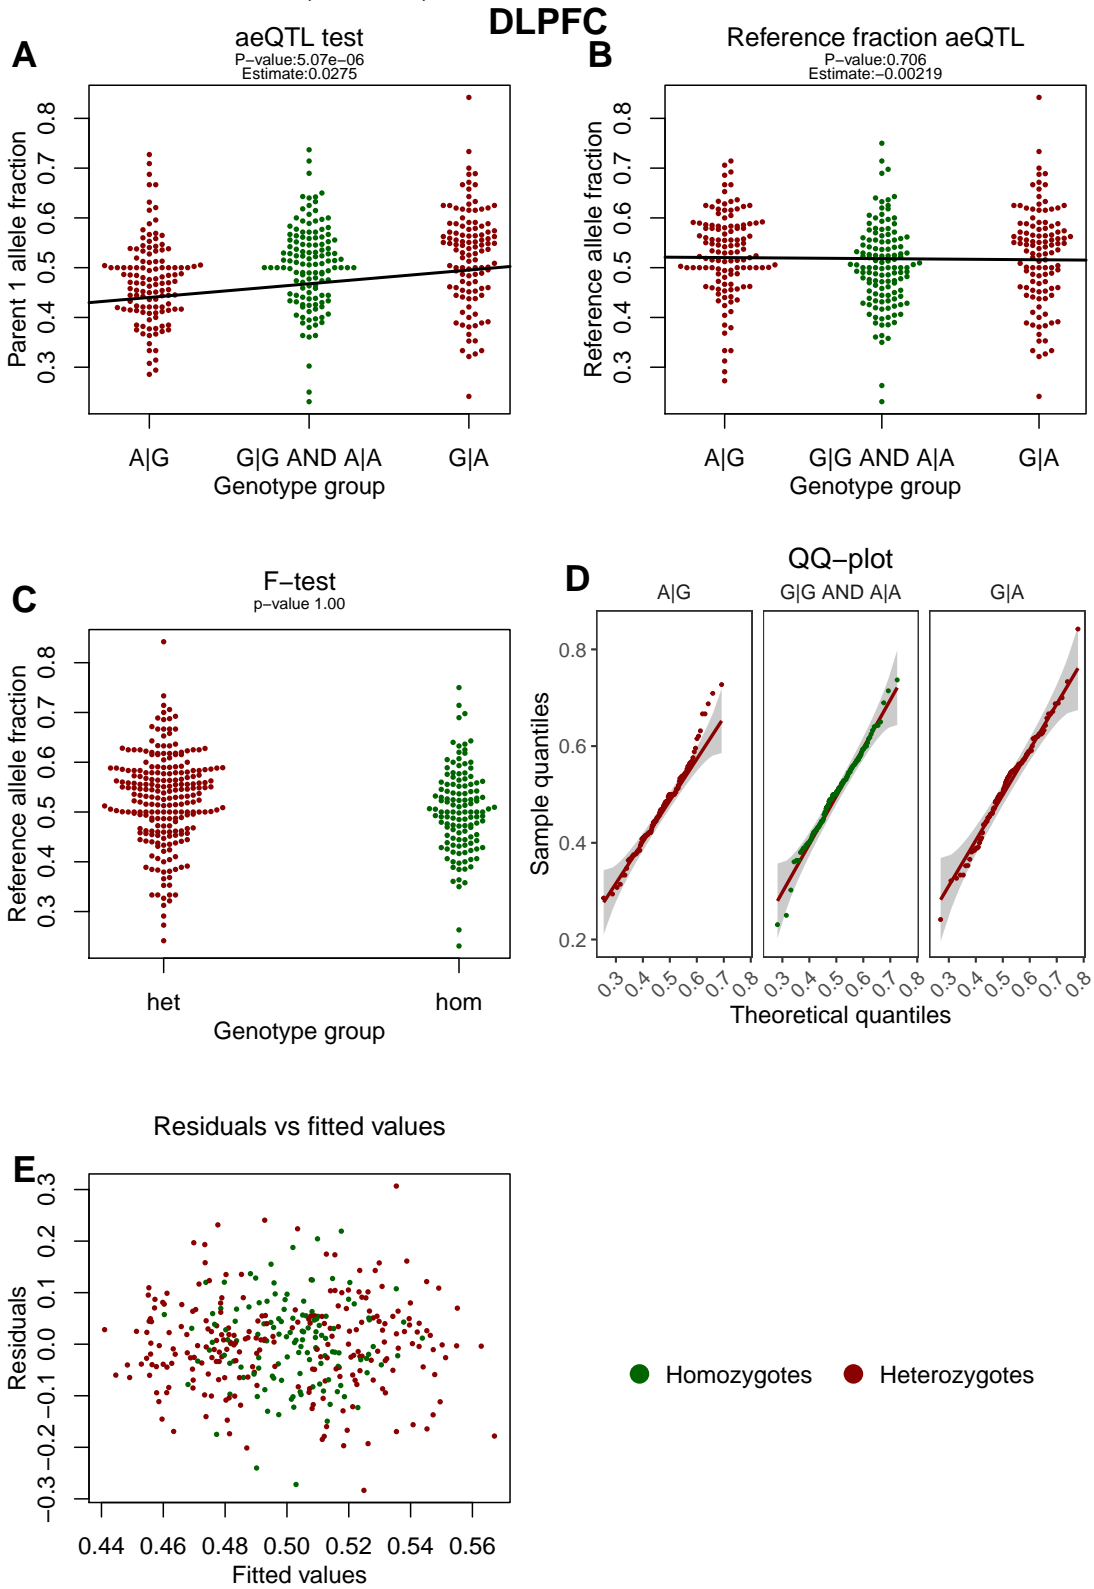 DLPFC
A
aeQTL test
P−value:5.07e−06
Estimate:0.0275
Parent 1 allele fraction
0.8
0.7
0.6
0.5
0.4
0.3
A|G
G|G AND A|A
G|A
Genotype group
B
Reference fraction aeQTL
P−value:0.706
Estimate:−0.00219
Reference allele fraction
0.8
0.7
0.6
0.5
0.4
0.3
A|G
G|G AND A|A
G|A
Genotype group
C
F−test
p−value 1.00
Reference allele fraction
0.8
0.7
0.6
0.5
0.4
0.3
het
hom
Genotype group
D
QQ−plot
A|G
G|G AND A|A
G|A
Sample quantiles
0.8
0.6
0.4
0.2
0.3 0.4 0.5 0.6 0.7 0.8
0.3 0.4 0.5 0.6 0.7 0.8
0.3 0.4 0.5 0.6 0.7 0.8
Theoretical quantiles
E
Residuals vs fitted values
Residuals
0.3
0.2
0.1
0.0
−0.1
−0.2
−0.3
0.44 0.46 0.48 0.50 0.52 0.54 0.56
Fitted values
Homozygotes
Heterozygotes